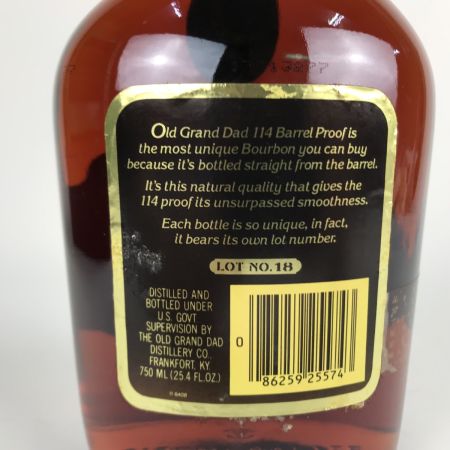 Old Grand Dad 114 Barrel Proof is
the most unique Bourbon you can buy
because it's bottled straight from the barrel.
It's this natural quality that gives the
114 proof its unsurpassed smoothness.
Each bottle is so unique, in fact,
it bears its own lot number.
LOT NO. 18
DISTILLED AND
BOTTLED UNDER
U.S. GOVT
SUPERVISION BY
THE OLD GRAND DAD
DISTILLERY CO.
FRANKFORT, KY
750 ML (25.4 FL.OZ.)
0
86259 25574